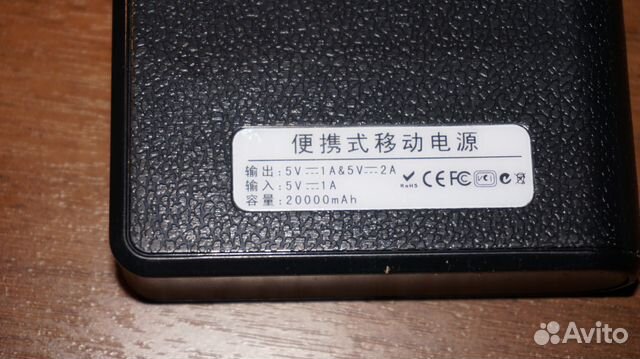 便携式移动电源
输出:5V⎓1A&5V⎓2A
输入:5V⎓1A
容量:20000mAh
RoHS CE FC
Avito